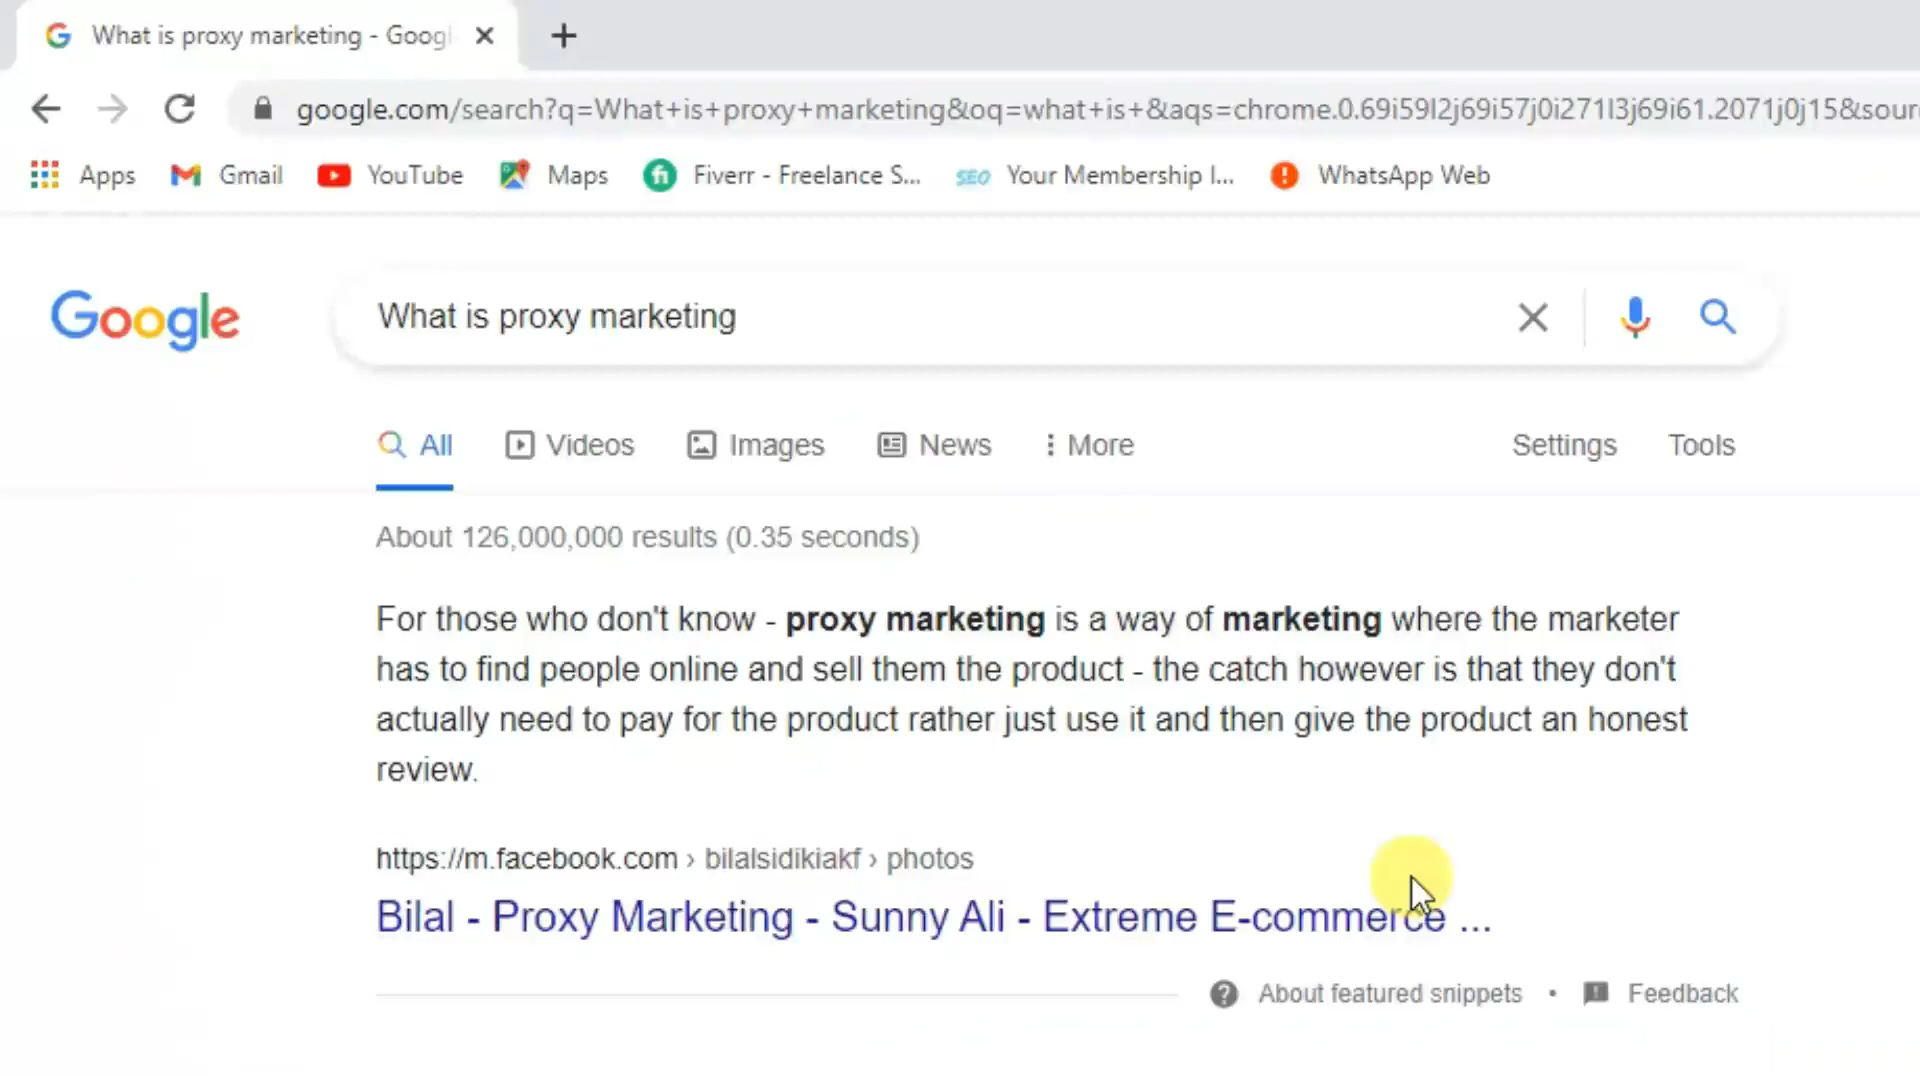 What is proxy marketing - Googl
google.com/search?q=What+is+proxy+marketing&oq=what+is+&aqs=chrome.0.69i59l2j69i57j0i271l3j69i61.2071j0j15&sour
Apps Gmail YouTube Maps Fiverr - Freelance S... SEO Your Membership I... WhatsApp Web
Google What is proxy marketing
All Videos Images News More Settings Tools
About 126,000,000 results (0.35 seconds)
For those who don't know - proxy marketing is a way of marketing where the marketer
has to find people online and sell them the product - the catch however is that they don't
actually need to pay for the product rather just use it and then give the product an honest
review.
https://m.facebook.com › bilalsidikiakf › photos
Bilal - Proxy Marketing - Sunny Ali - Extreme E-commerce ...
About featured snippets • Feedback